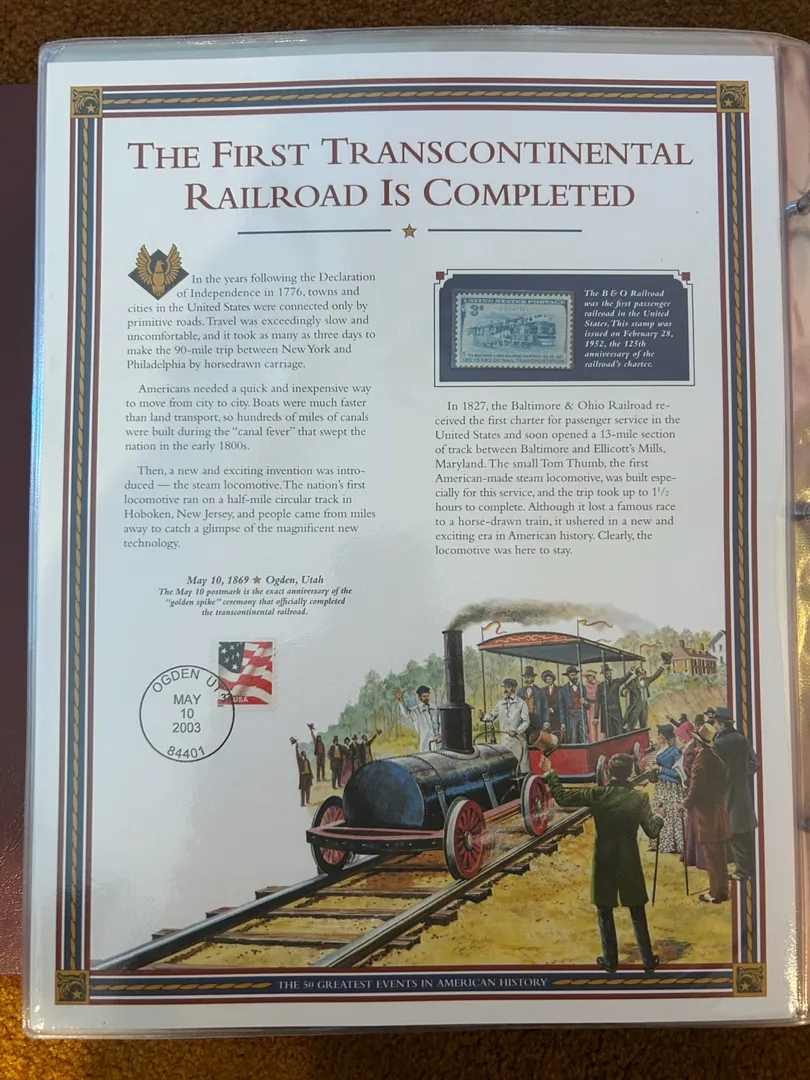 THE FIRST TRANSCONTINENTAL
RAILROAD IS COMPLETED
In the years following the Declaration
of Independence in 1776, towns and
cities in the United States were connected only by
primitive roads. Travel was exceedingly slow and
uncomfortable, and it took as many as three days to
make the 90-mile trip between New York and
Philadelphia by horsedrawn carriage.
Americans needed a quick and inexpensive way
to move from city to city. Boats were much faster
than land transport, so hundreds of miles of canals
were built during the “canal fever” that swept the
nation in the early 1800s.
Then, a new and exciting invention was intro-
duced — the steam locomotive. The nation's first
locomotive ran on a half-mile circular track in
Hoboken, New Jersey, and people came from miles
away to catch a glimpse of the magnificent new
technology.
UNITED STATES POSTAGE
3¢
125 YEARS OF RAIL TRANSPORTATION
The B & O Railroad
was the first passenger
railroad in the United
States. This stamp was
issued on February 28,
1952, the 125th
anniversary of the
railroad's charter.
In 1827, the Baltimore & Ohio Railroad re-
ceived the first charter for passenger service in the
United States and soon opened a 13-mile section
of track between Baltimore and Ellicott's Mills,
Maryland. The small Tom Thumb, the first
American-made steam locomotive, was built espe-
cially for this service, and the trip took up to 1 1/2
hours to complete. Although it lost a famous race
to a horse-drawn train, it ushered in a new and
exciting era in American history. Clearly, the
locomotive was here to stay.
May 10, 1869 ★ Ogden, Utah
The May 10 postmark is the exact anniversary of the
“golden spike” ceremony that officially completed
the transcontinental railroad.
37 USA
OGDEN UT
MAY
10
2003
84401
THE 50 GREATEST EVENTS IN AMERICAN HISTORY